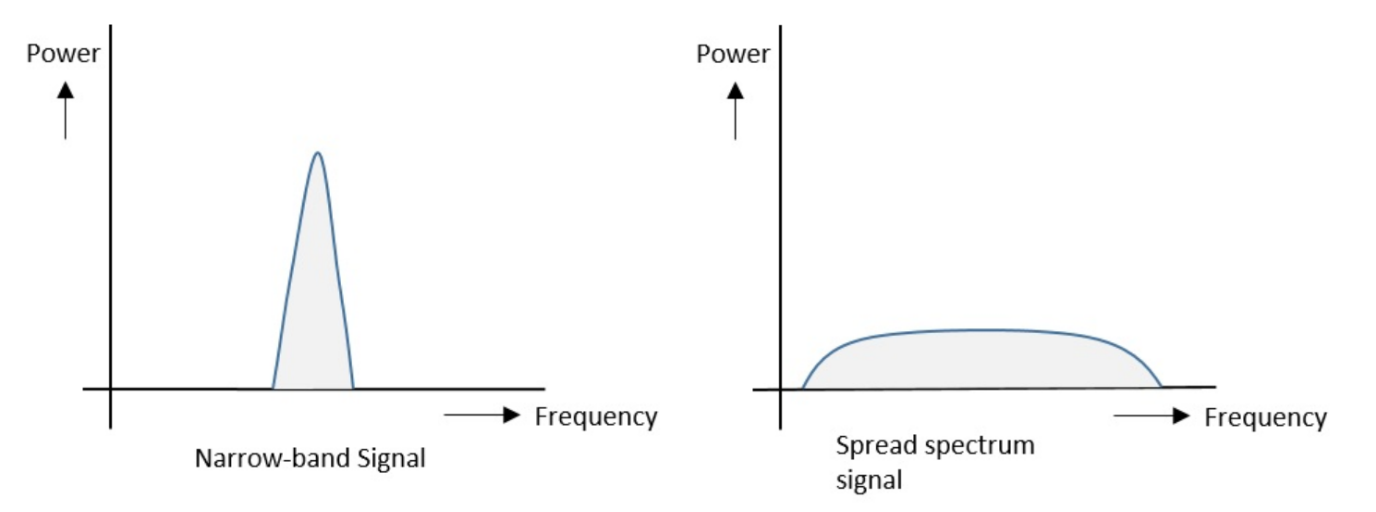 Power
Frequency
Narrow-band Signal
Power
Frequency
Spread spectrum
signal